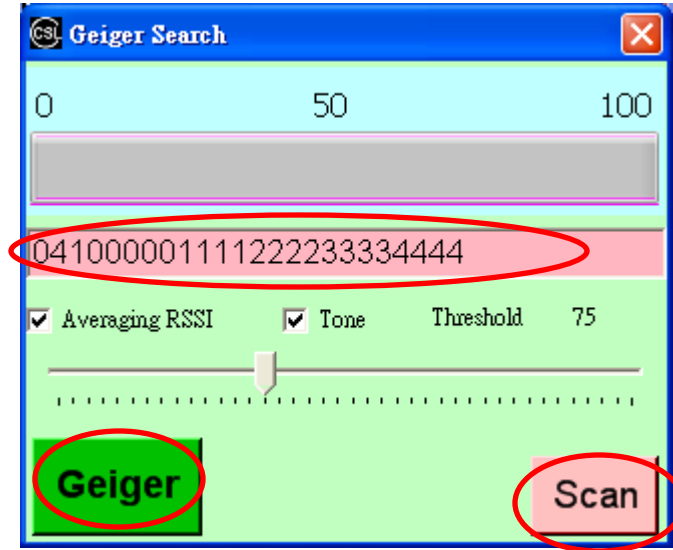 CSL Geiger Search
0 50 100
041000001111222233334444
Averaging RSSI Tone Threshold 75
Geiger Scan